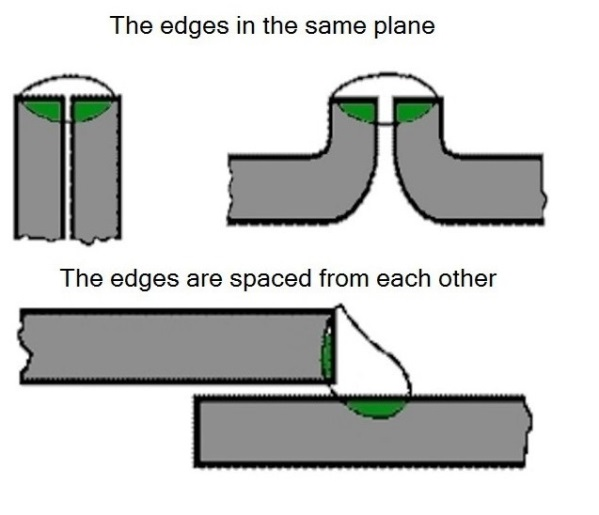 The edges in the same plane
The edges are spaced from each other